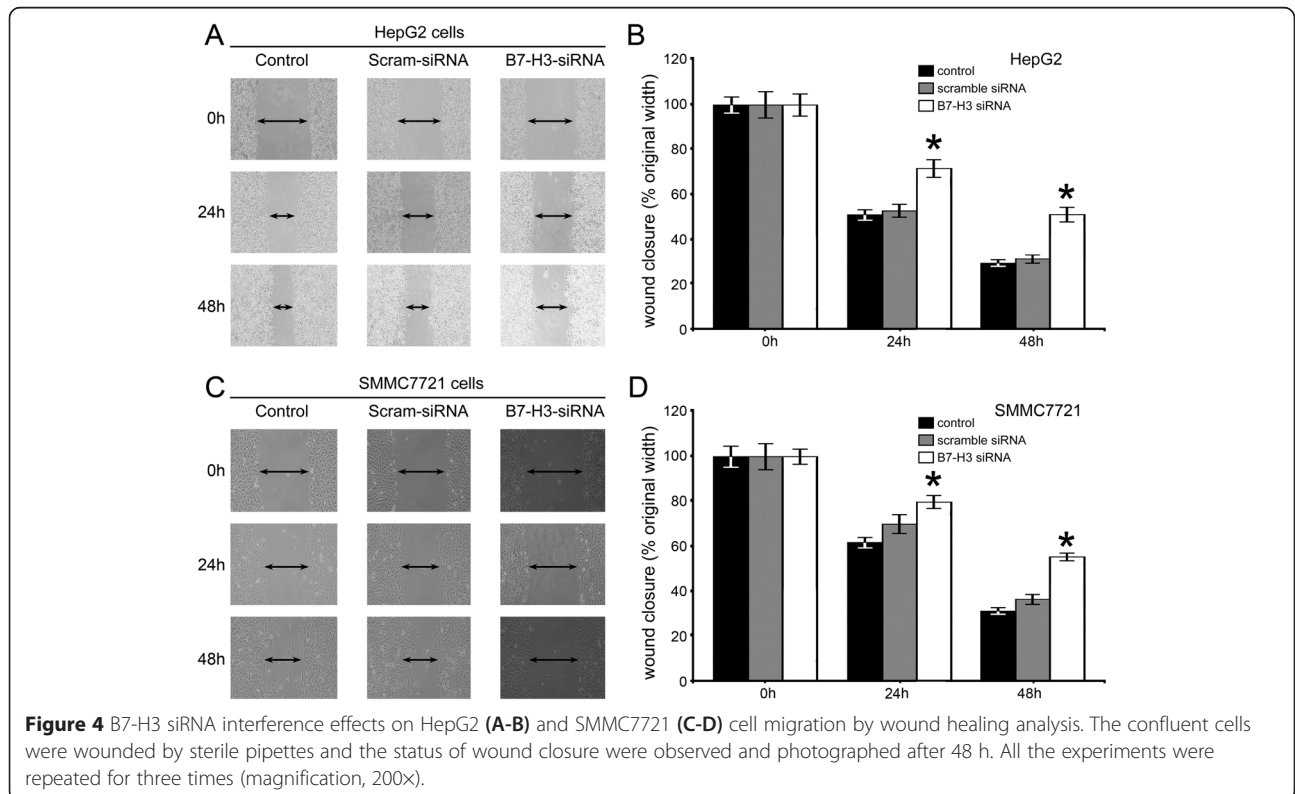 A
HepG2 cells
Control Scram-siRNA B7-H3-siRNA
0h
24h
48h
B
HepG2
control
scramble siRNA
B7-H3 siRNA
wound closure (% original width)
120
100
80
60
40
20
0
*
*
0h 24h 48h
C
SMMC7721 cells
Control Scram-siRNA B7-H3-siRNA
0h
24h
48h
D
SMMC7721
control
scramble siRNA
B7-H3 siRNA
wound closure (% original width)
120
100
80
60
40
20
0
*
*
0h 24h 48h
Figure 4 B7-H3 siRNA interference effects on HepG2 (A-B) and SMMC7721 (C-D) cell migration by wound healing analysis. The confluent cells
were wounded by sterile pipettes and the status of wound closure were observed and photographed after 48 h. All the experiments were
repeated for three times (magnification, 200×).